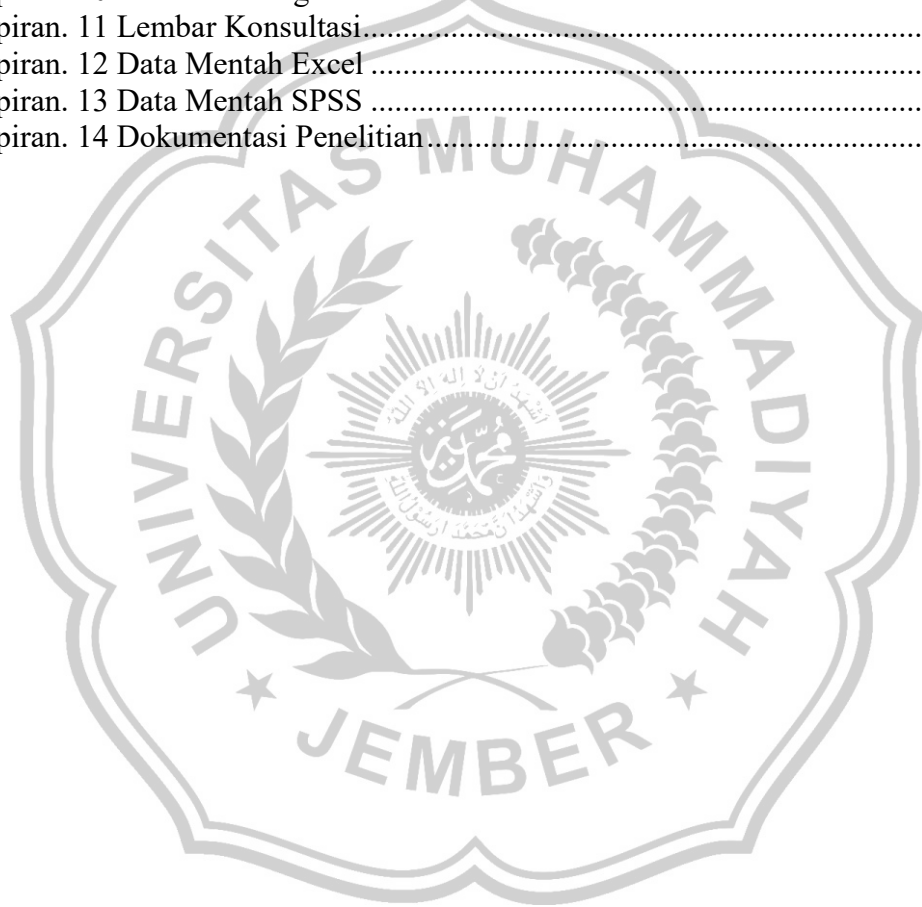 piran. 11 Lembar Konsultasi
piran. 12 Data Mentah Excel
piran. 13 Data Mentah SPSS
piran. 14 Dokumentasi Penelitian
UNIVERSITAS MUHAMMADIYAH
JEMBER